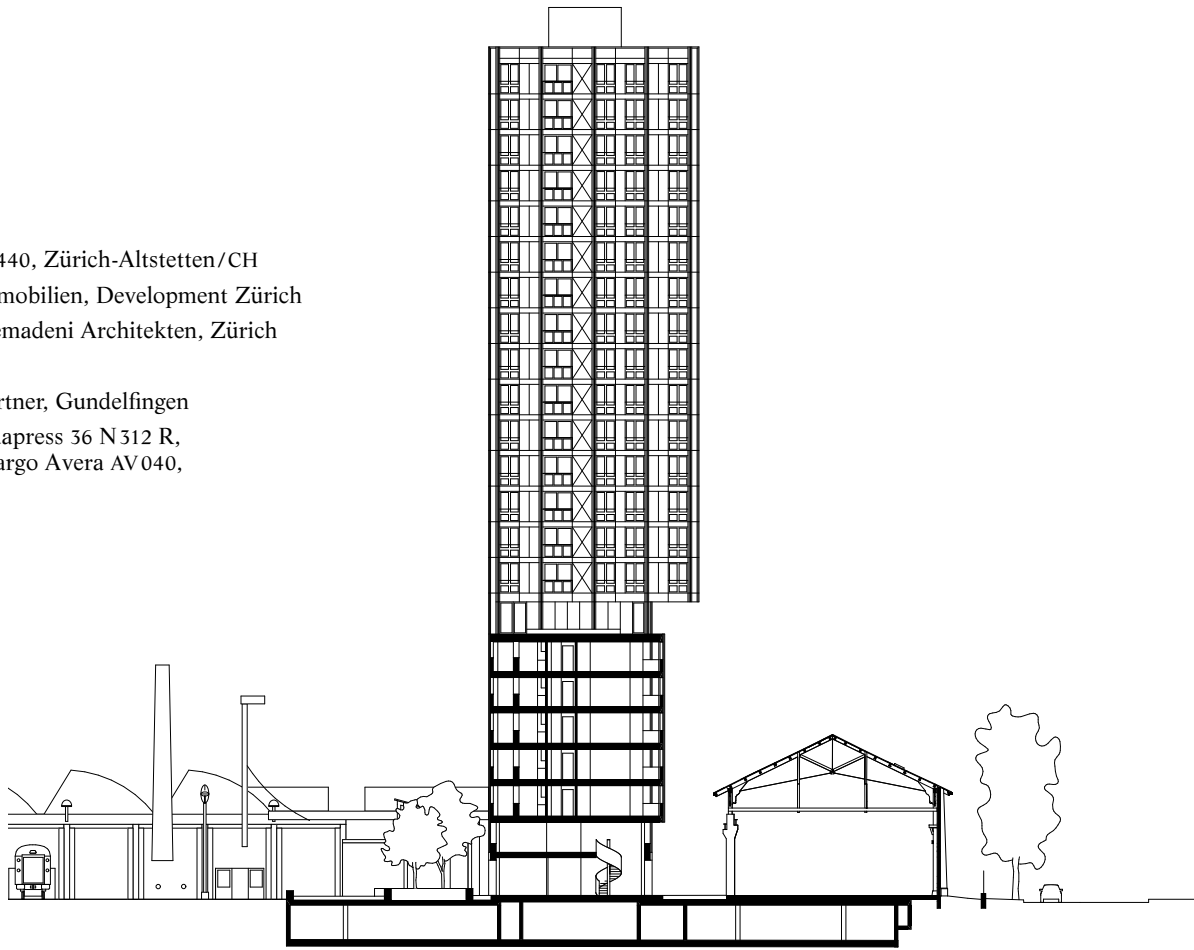 440, Zürich-Altstetten/CH
mobilien, Development Zürich
emadeni Architekten, Zürich
rtner, Gundelfingen
apress 36 N 312 R,
argo Avera AV 040,